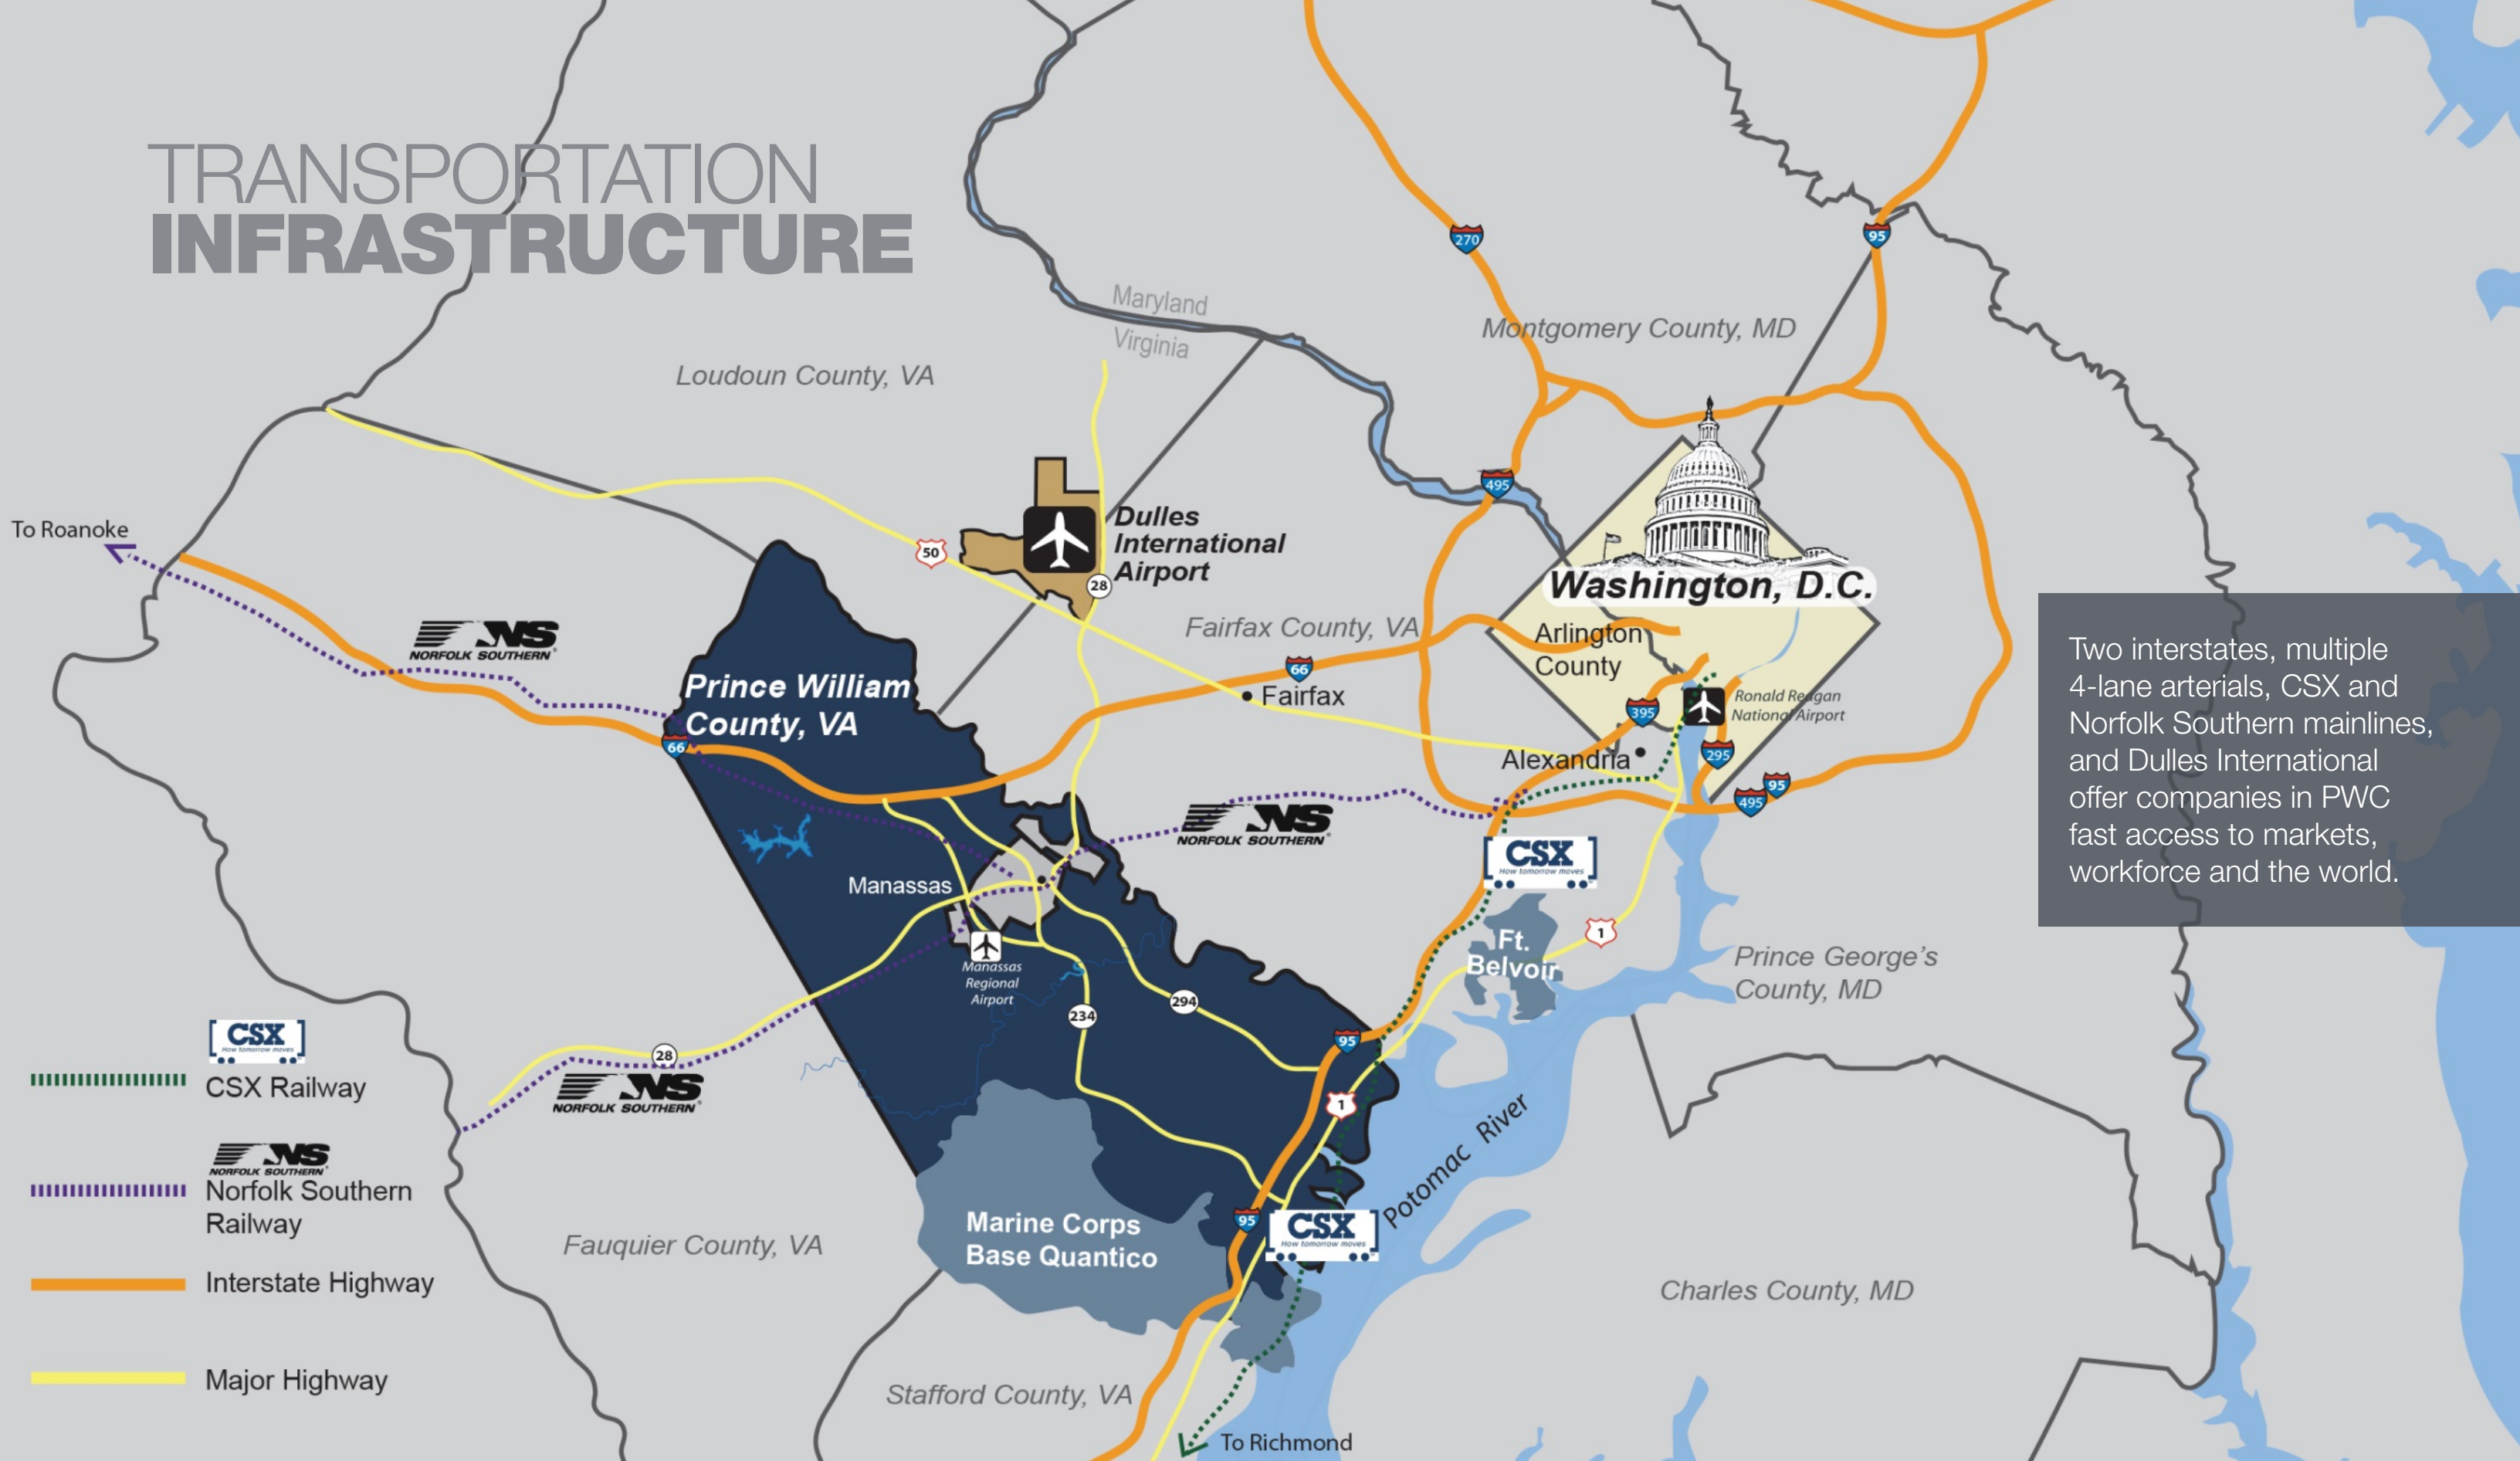 TRANSPORTATION
INFRASTRUCTURE
270
95
Maryland
Virginia
Montgomery County, MD
Loudoun County, VA
495
To Roanoke
50
Dulles
International
Airport
28
Washington, D.C.
Fairfax County, VA
Arlington
County
NS
NORFOLK SOUTHERN
66
Fairfax
Prince William
County, VA
66
395
Ronald Reagan
National Airport
295
Alexandria
95
495
Two interstates, multiple
4-lane arterials, CSX and
Norfolk Southern mainlines,
and Dulles International
offer companies in PWC
fast access to markets,
workforce and the world.
NS
NORFOLK SOUTHERN
CSX
How tomorrow moves
Manassas
Manassas
Regional
Airport
Ft.
Belvoir
1
Prince George's
County, MD
294
234
95
28
NS
NORFOLK SOUTHERN
1
Potomac River
CSX
How tomorrow moves
CSX Railway
NS
NORFOLK SOUTHERN
Norfolk Southern
Railway
Interstate Highway
Major Highway
Fauquier County, VA
Marine Corps
Base Quantico
95
CSX
How tomorrow moves
Charles County, MD
Stafford County, VA
To Richmond